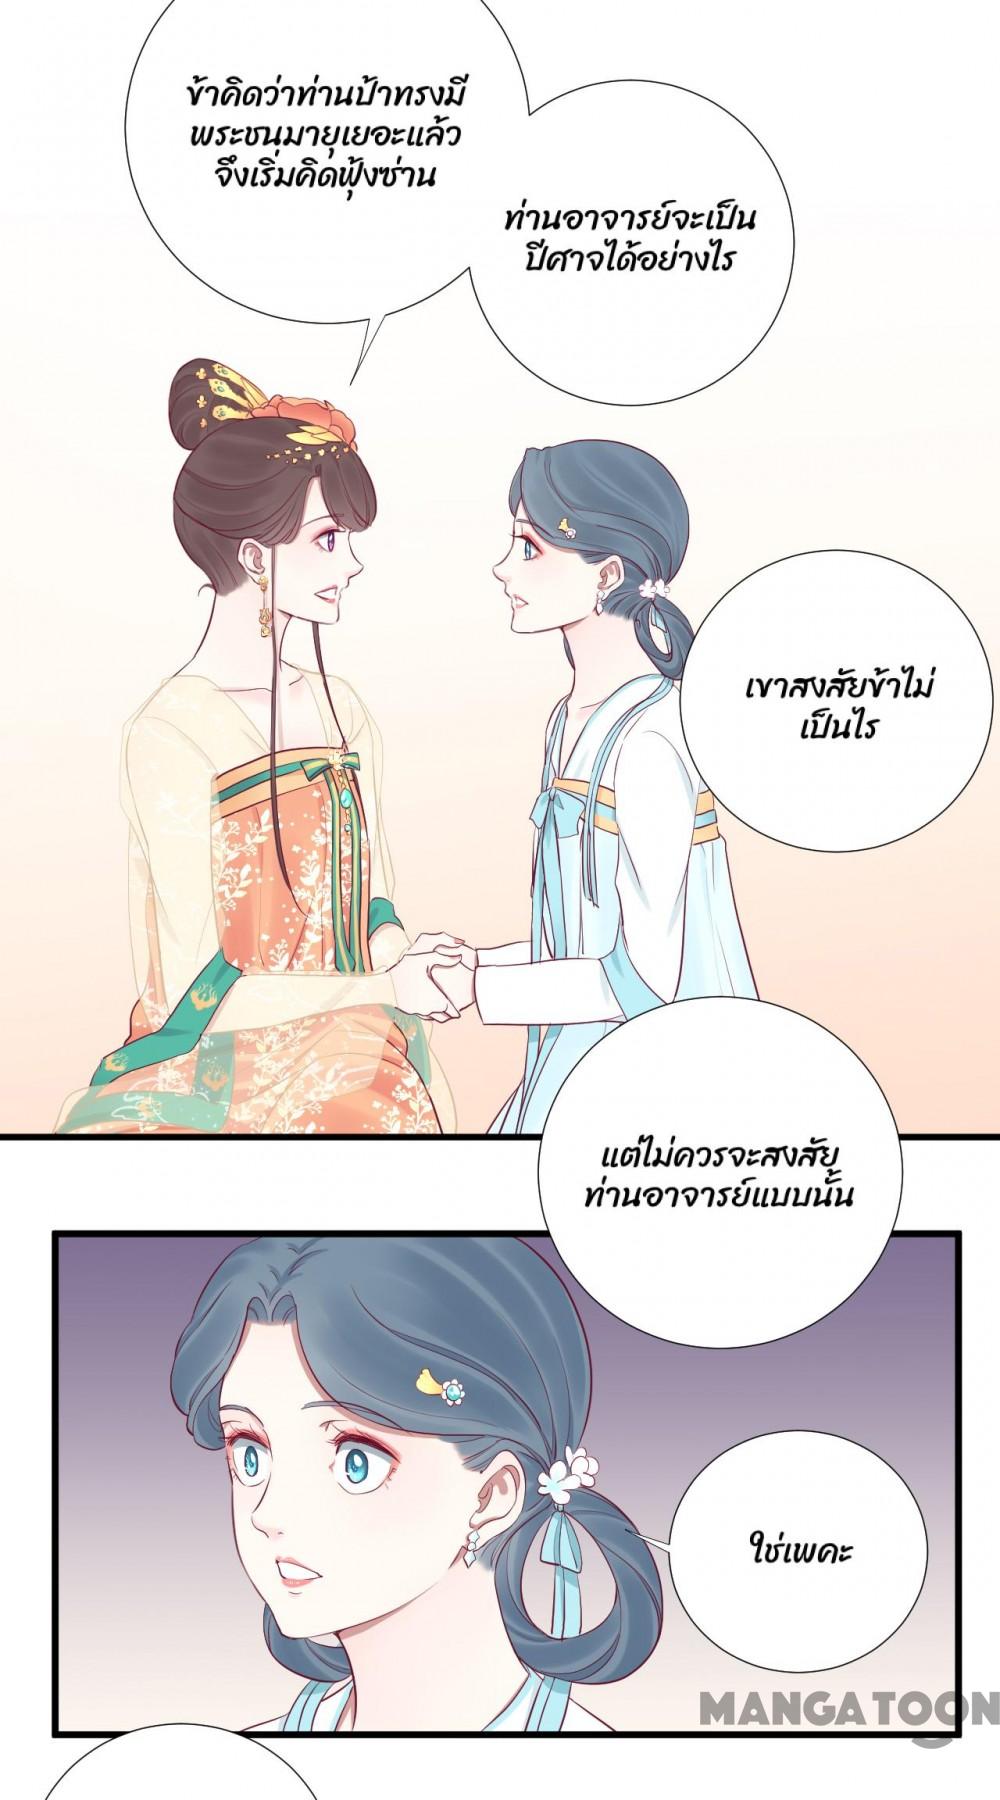 ข้าคิดว่าท่านป้าทรงมี
พระชนมายุเยอะแล้ว
จึงเริ่มคิดฟุ้งซ่าน
ท่านอาจารย์จะเป็น
ปีศาจได้อย่างไร
เขาสงสัยข้าไม่
เป็นไร
แต่ไม่ควรจะสงสัย
ท่านอาจารย์แบบนั้น
ใช่เพคะ
MANGATOON